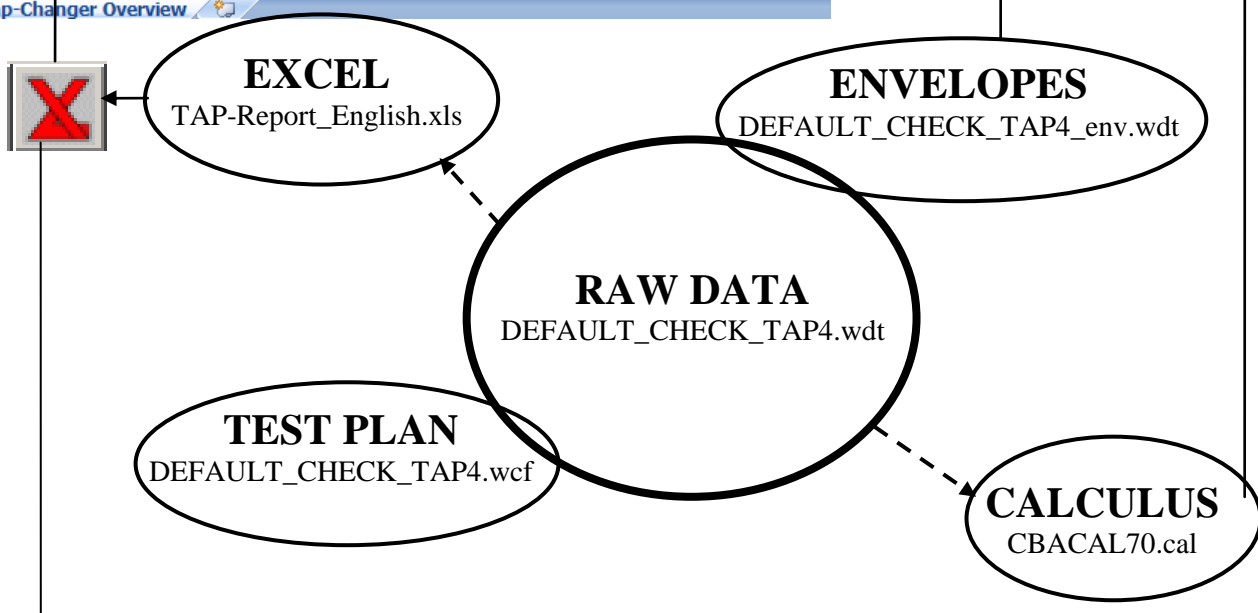 p-Changer Overview
EXCEL
TAP-Report_English.xls
ENVELOPES
DEFAULT_CHECK_TAP4_env.wdt
RAW DATA
DEFAULT_CHECK_TAP4.wdt
TEST PLAN
DEFAULT_CHECK_TAP4.wcf
CALCULUS
CBACAL70.cal